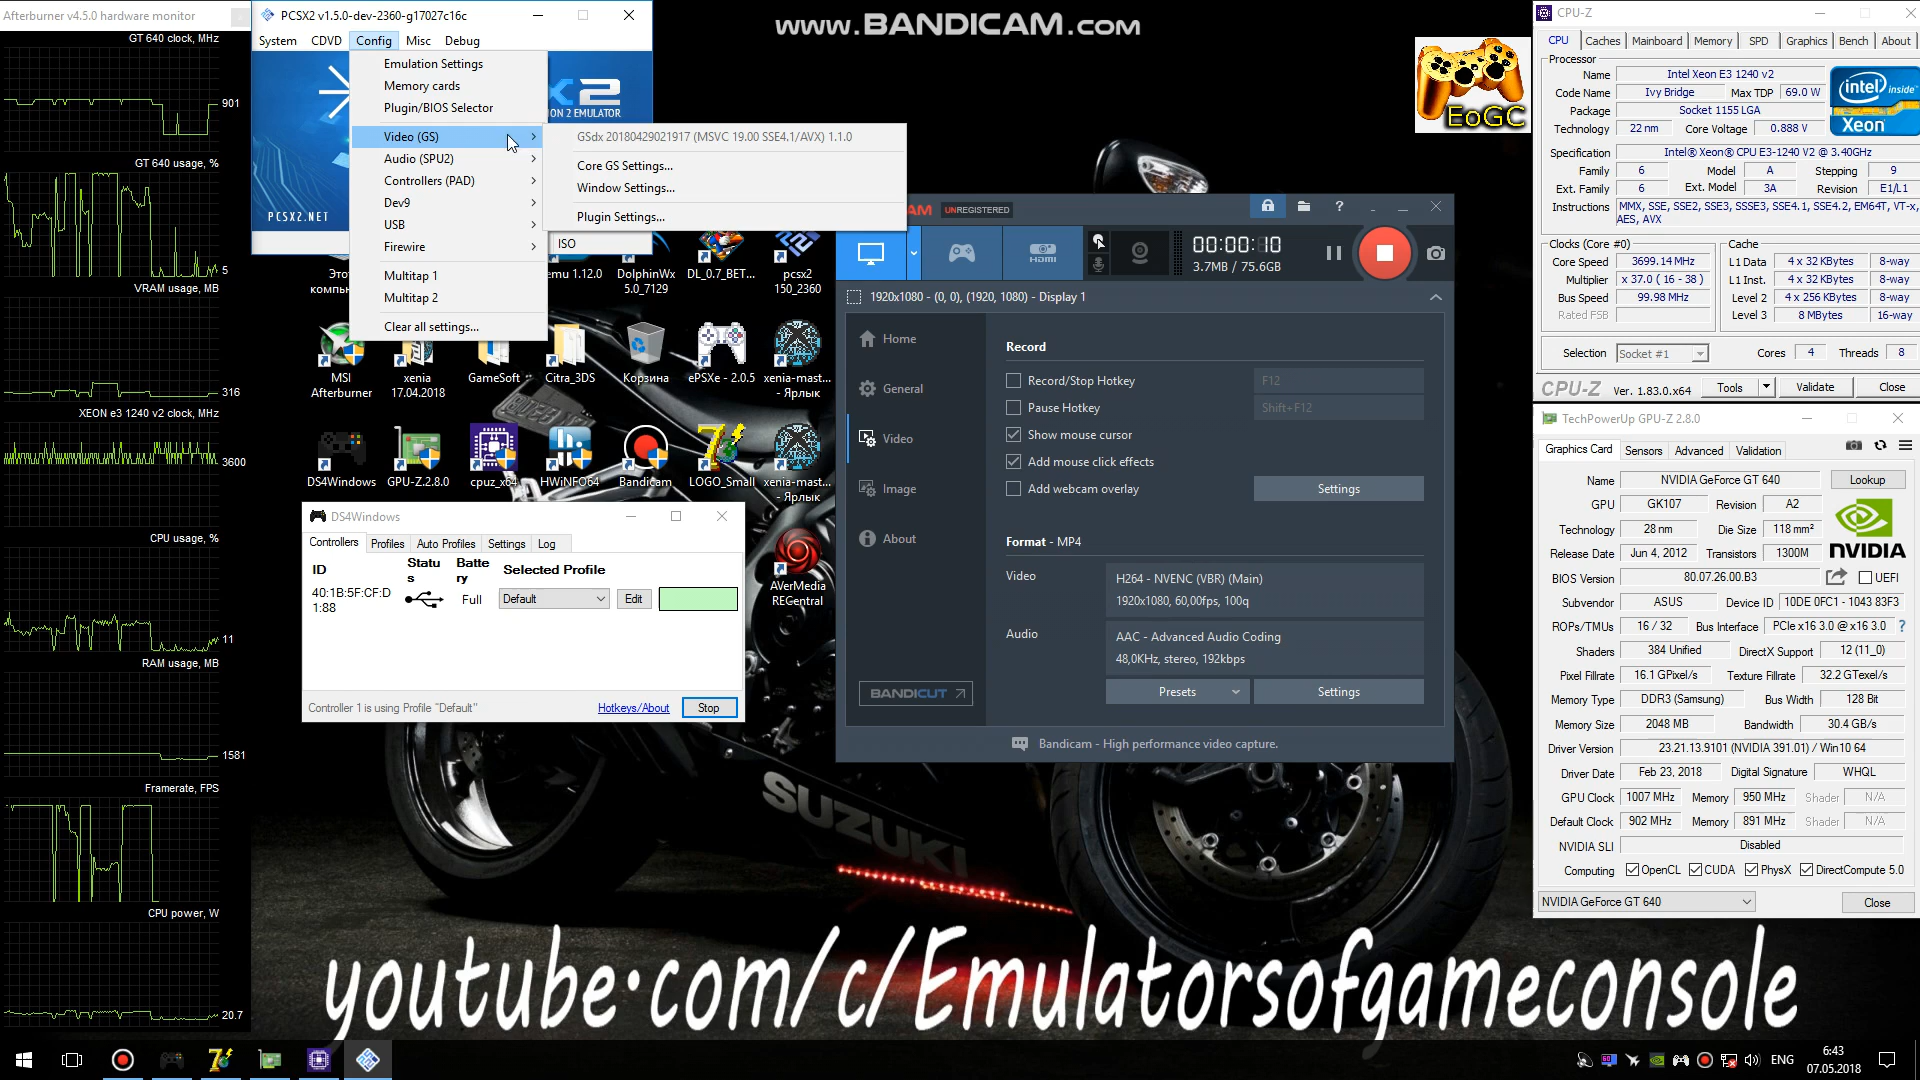 Afterburner v4.5.0 hardware monitor
GT 640 clock, MHz
901
GT 640 usage, %
5
VRAM usage, MB
316
XEON e3 1240 v2 clock, MHz
3600
CPU usage, %
11
RAM usage, MB
1581
Framerate, FPS
CPU power, W
20.7
PCSX2 v1.5.0-dev-2360-g17027c16c
System CDVD Config Misc Debug
PCSX2.NET
ISO
Emulation Settings
Memory cards
Plugin/BIOS Selector
Video (GS)
Audio (SPU2)
Controllers (PAD)
Dev9
USB
Firewire
Multitap 1
Multitap 2
Clear all settings...
GSdx 20180429021917 (MSVC 19.00 SSE4.1/AVX) 1.1.0
Core GS Settings...
Window Settings...
Plugin Settings...
www.BANDICAM.com
EoGC
DolphinWx
5.0_7129
DL_0.7_BET...
pcsx2
150_2360
MSI
Afterburner
xenia
17.04.2018
GameSoft
Citra_3DS
Корзина
ePSXe - 2.0.5
xenia-mast...
- Ярлык
DS4Windows
GPU-Z.2.8.0
cpuz_x64
HWiNFO64
Bandicam
LOGO_Small
xenia-mast...
- Ярлык
AVerMedia
RECentral
DS4Windows
Controllers Profiles Auto Profiles Settings Log
ID
Statu
s
Batte
ry
Selected Profile
40:1B:5F:CF:D
1:88
Full
Default
Edit
Controller 1 is using Profile "Default"
Hotkeys/About
Stop
UNREGISTERED
HDMI
00:00:10
3.7MB / 75.6GB
1920x1080 - (0, 0), (1920, 1080) - Display 1
Home
General
Video
Image
About
BANDICUT
Record
Record/Stop Hotkey F12
Pause Hotkey Shift+F12
Show mouse cursor
Add mouse click effects
Add webcam overlay
Settings
Format - MP4
Video
H264 - NVENC (VBR) (Main)
1920x1080, 60,00fps, 100q
Audio
AAC - Advanced Audio Coding
48,0KHz, stereo, 192kbps
Presets
Settings
Bandicam - High performance video capture.
SUZUKI
CPU-Z
CPU Caches Mainboard Memory SPD Graphics Bench About
Processor
Name Intel Xeon E3 1240 v2
Code Name Ivy Bridge Max TDP 69.0 W
Package Socket 1155 LGA
Technology 22 nm Core Voltage 0.888 V
intel inside
Xeon
Specification Intel® Xeon® CPU E3-1240 V2 @ 3.40GHz
Family 6 Model A Stepping 9
Ext. Family 6 Ext. Model 3A Revision E1/L1
Instructions MMX, SSE, SSE2, SSE3, SSSE3, SSE4.1, SSE4.2, EM64T, VT-x,
AES, AVX
Clocks (Core #0)
Core Speed 3699.14 MHz
Multiplier x 37.0 ( 16 - 38 )
Bus Speed 99.98 MHz
Rated FSB
Cache
L1 Data 4 x 32 KBytes 8-way
L1 Inst. 4 x 32 KBytes 8-way
Level 2 4 x 256 KBytes 8-way
Level 3 8 MBytes 16-way
Selection Socket #1 Cores 4 Threads 8
CPU-Z Ver. 1.83.0.x64 Tools Validate Close
TechPowerUp GPU-Z 2.8.0
Graphics Card Sensors Advanced Validation
Name NVIDIA GeForce GT 640 Lookup
GPU GK107 Revision A2
Technology 28 nm Die Size 118 mm²
Release Date Jun 4, 2012 Transistors 1300M
NVIDIA
BIOS Version 80.07.26.00.B3 UEFI
Subvendor ASUS Device ID 10DE 0FC1 - 1043 83F3
ROPs/TMUs 16 / 32 Bus Interface PCIe x16 3.0 @ x16 3.0 ?
Shaders 384 Unified DirectX Support 12 (11_0)
Pixel Fillrate 16.1 GPixel/s Texture Fillrate 32.2 GTexel/s
Memory Type DDR3 (Samsung) Bus Width 128 Bit
Memory Size 2048 MB Bandwidth 30.4 GB/s
Driver Version 23.21.13.9101 (NVIDIA 391.01) / Win10 64
Driver Date Feb 23, 2018 Digital Signature WHQL
GPU Clock 1007 MHz Memory 950 MHz Shader N/A
Default Clock 902 MHz Memory 891 MHz Shader N/A
NVIDIA SLI Disabled
Computing OpenCL CUDA PhysX DirectCompute 5.0
NVIDIA GeForce GT 640 Close
youtube.com/c/Emulatorsofgameconsole
ENG
6:43
07.05.2018